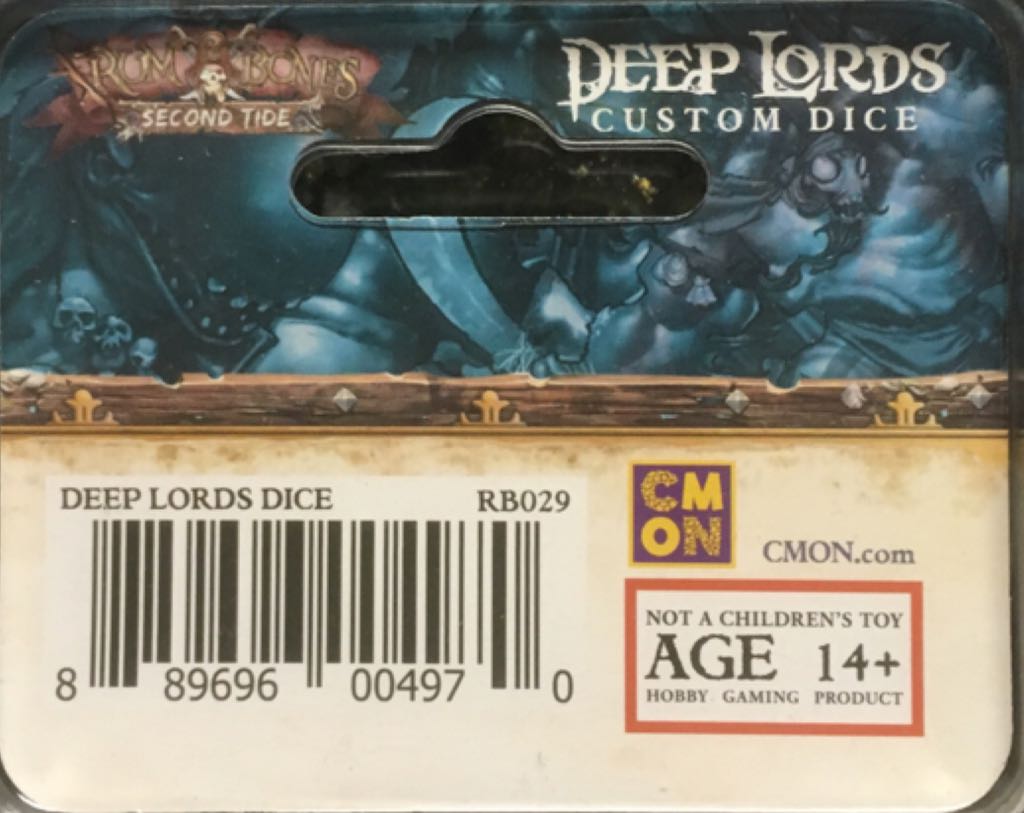 RUM & BONES
SECOND TIDE
DEEP LORDS
CUSTOM DICE
DEEP LORDS DICE RB029
8 89696 00497 0
CM
ON
CMON.com
NOT A CHILDREN'S TOY
AGE 14+
HOBBY GAMING PRODUCT